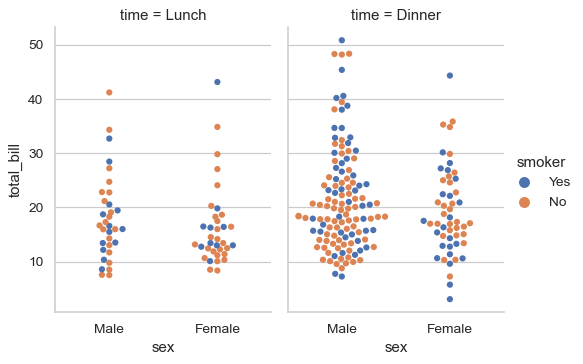 time = Lunch
time = Dinner
total_bill
50
40
30
20
10
Male
Female
Male
Female
sex
sex
smoker
Yes
No